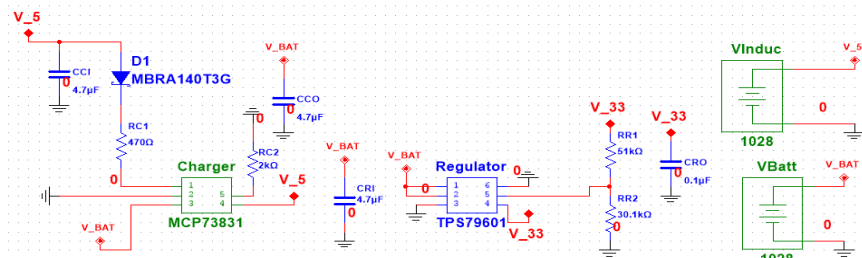 V_5
CCI
4.7µF
0
D1
MBRA140T3G
RC1
470Ω
0
V_BAT
CCO
4.7µF
0
0
RC2
2kΩ
Charger
1
2
3
5
4
MCP73831
V_5
V_BAT
V_BAT
CRI
4.7µF
0
V_BAT
0
Regulator
1
2
3
6
5
4
TPS79601
0
V_33
V_33
RR1
51kΩ
RR2
30.1kΩ
0
V_33
CRO
0.1µF
0
VInduc
V_5
0
1028
VBatt
V_BAT
0
1028